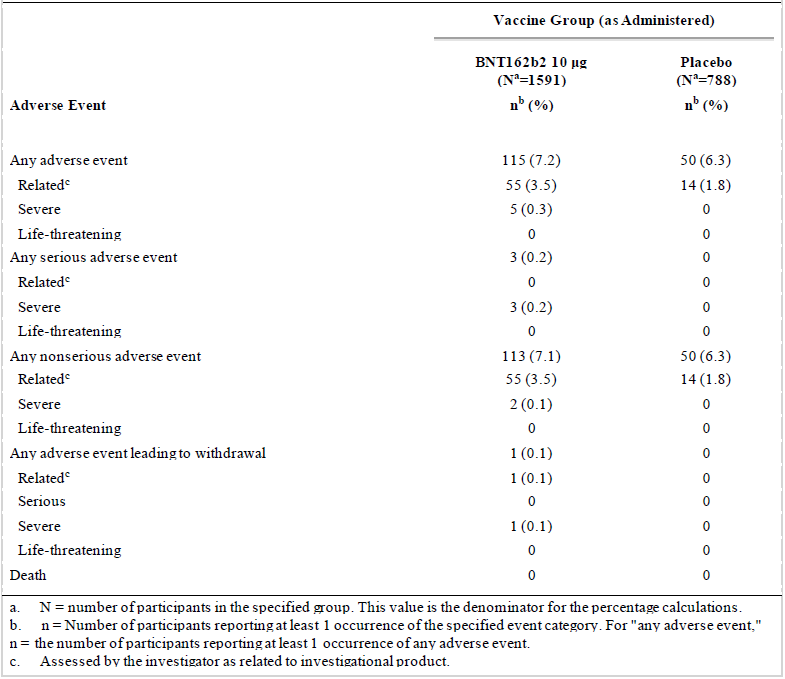 Vaccine Group (as Administered)
BNT162b2 10 µg Placebo
(Nª=1591) (Nª=788)
Adverse Event nᵇ (%) nᵇ (%)
Any adverse event 115 (7.2) 50 (6.3)
Relatedᶜ 55 (3.5) 14 (1.8)
Severe 5 (0.3) 0
Life-threatening 0 0
Any serious adverse event 3 (0.2) 0
Relatedᶜ 0 0
Severe 3 (0.2) 0
Life-threatening 0 0
Any nonserious adverse event 113 (7.1) 50 (6.3)
Relatedᶜ 55 (3.5) 14 (1.8)
Severe 2 (0.1) 0
Life-threatening 0 0
Any adverse event leading to withdrawal 1 (0.1) 0
Relatedᶜ 1 (0.1) 0
Serious 0 0
Severe 1 (0.1) 0
Life-threatening 0 0
Death 0 0
a. N = number of participants in the specified group. This value is the denominator for the percentage calculations.
b. n = Number of participants reporting at least 1 occurrence of the specified event category. For "any adverse event,"
n = the number of participants reporting at least 1 occurrence of any adverse event.
c. Assessed by the investigator as related to investigational product.